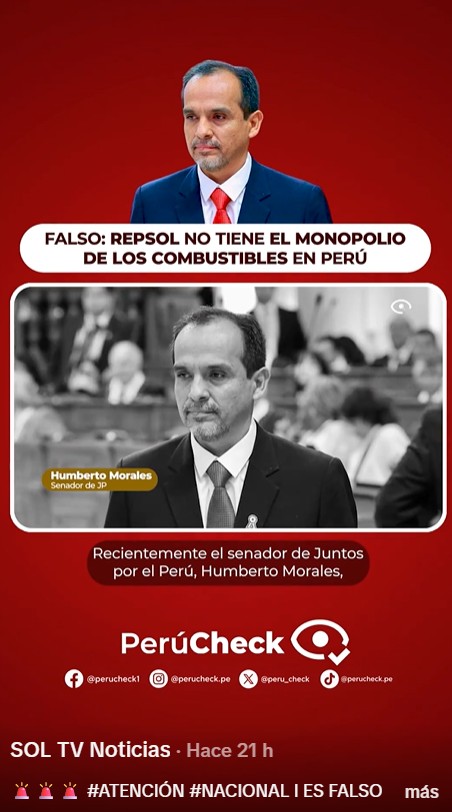 FALSO: REPSOL NO TIENE EL MONOPOLIO
DE LOS COMBUSTIBLES EN PERÚ
Humberto Morales
Senador de JP
Recientemente el senador de Juntos
por el Perú, Humberto Morales,
PerúCheck
@perucheck1 @perucheck.pe @peru_check @perucheck.pe
SOL TV Noticias · Hace 21 h
🚨 🚨 🚨 #ATENCIÓN #NACIONAL I ES FALSO más